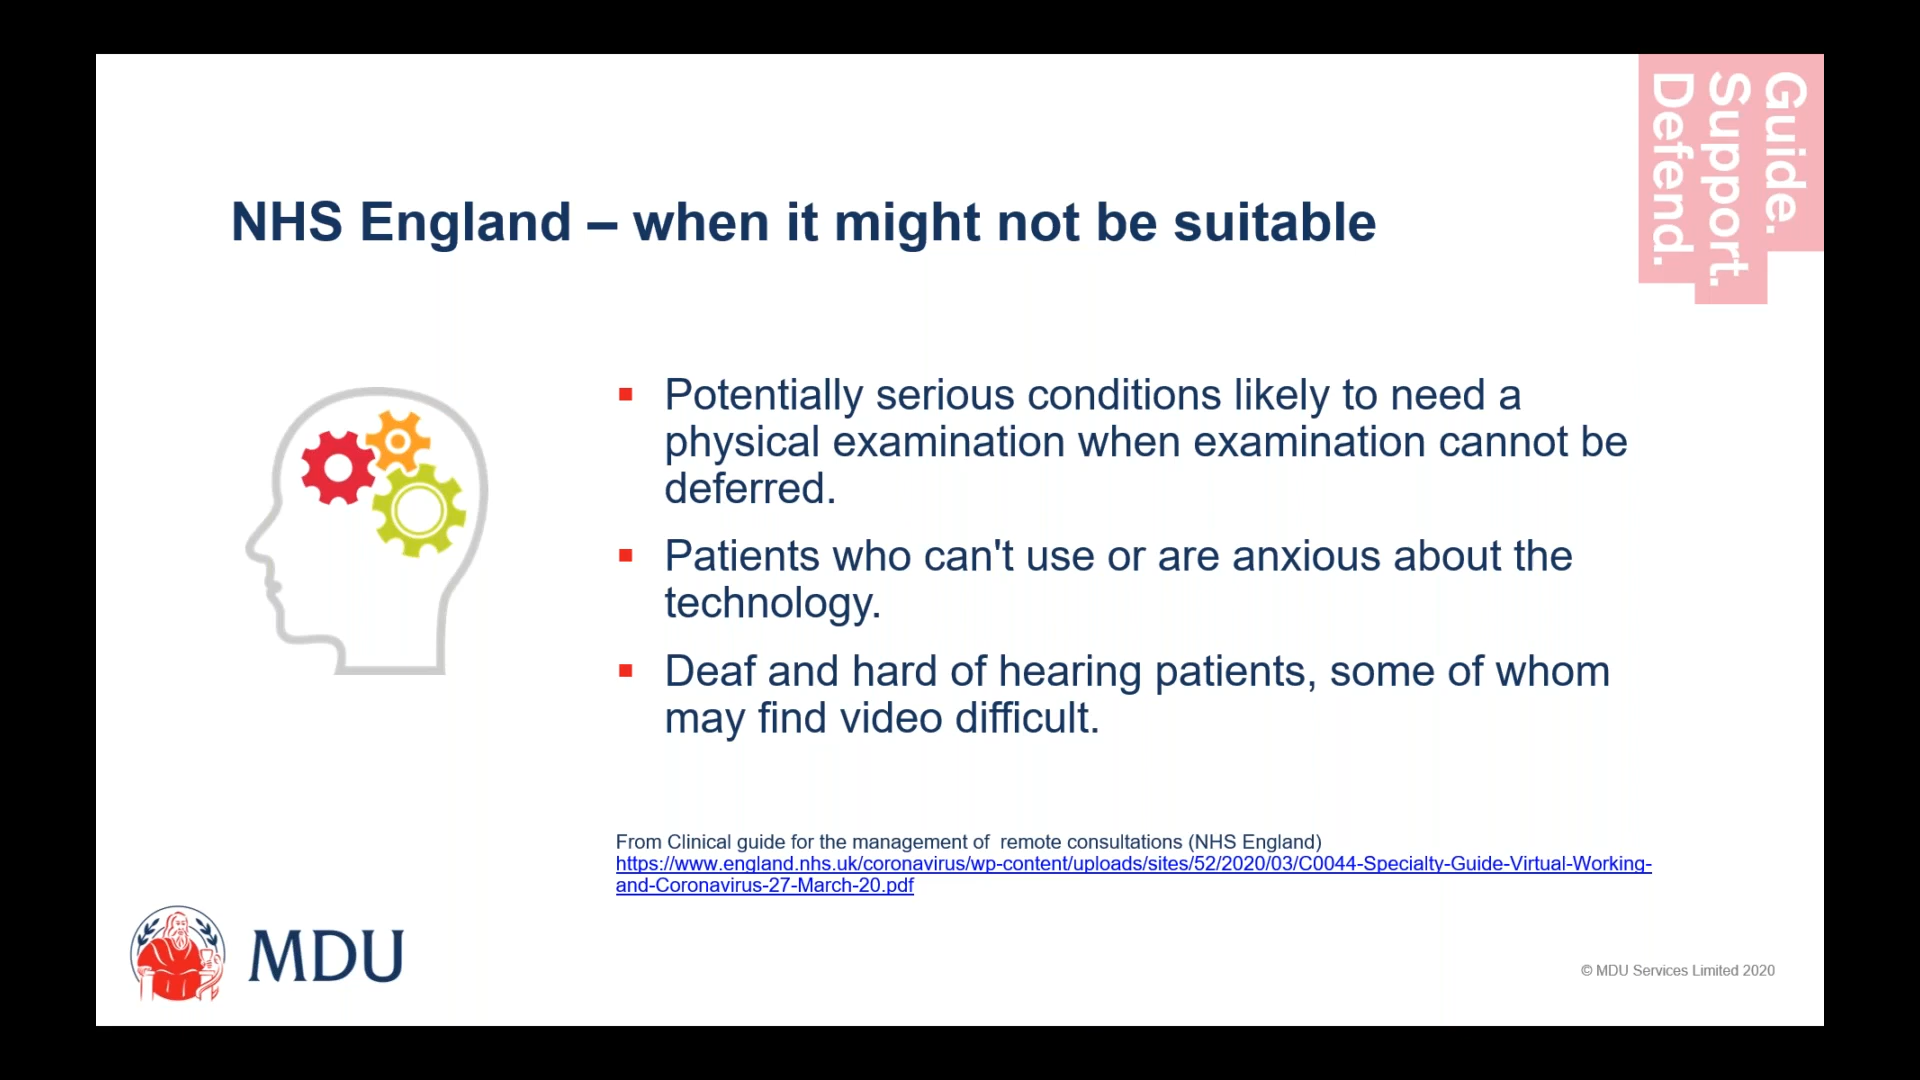 Guide.
Support.
Defend.
NHS England – when it might not be suitable
▪ Potentially serious conditions likely to need a
physical examination when examination cannot be
deferred.
▪ Patients who can't use or are anxious about the
technology.
▪ Deaf and hard of hearing patients, some of whom
may find video difficult.
From Clinical guide for the management of  remote consultations (NHS England)
https://www.england.nhs.uk/coronavirus/wp-content/uploads/sites/52/2020/03/C0044-Specialty-Guide-Virtual-Working-
and-Coronavirus-27-March-20.pdf
MDU
© MDU Services Limited 2020